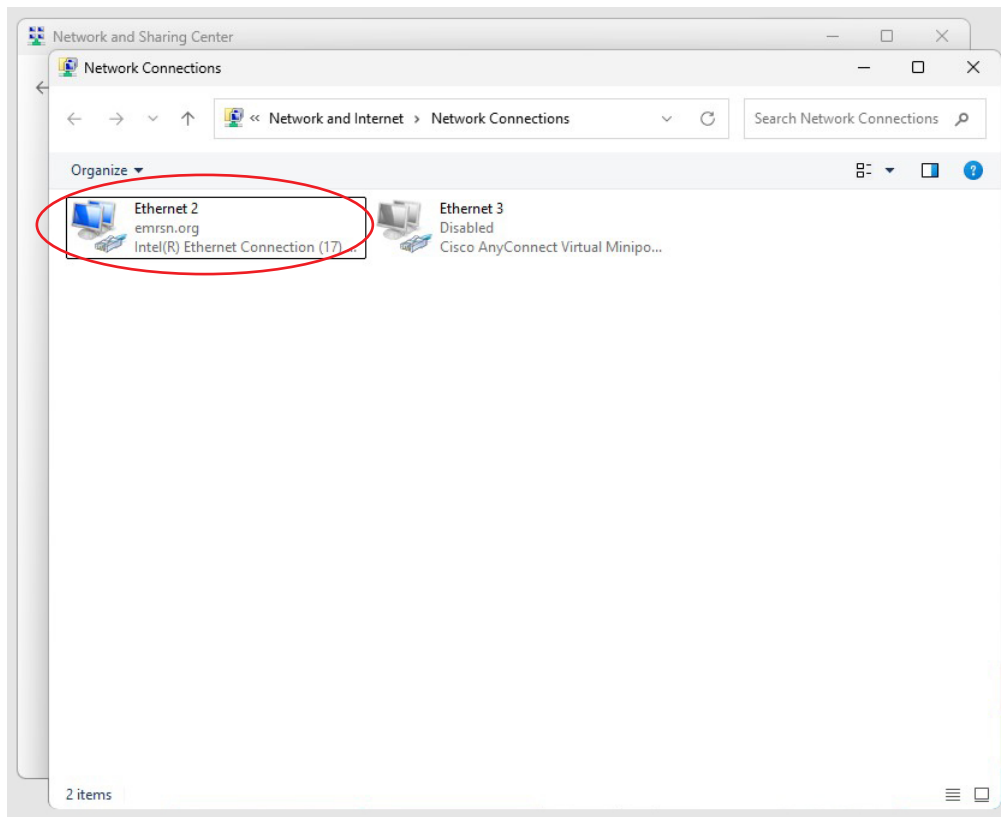 Network and Sharing Center
Network Connections
« Network and Internet > Network Connections
Search Network Connections
Organize
?
Ethernet 2
emrsn.org
Intel(R) Ethernet Connection (17) ...
Ethernet 3
Disabled
Cisco AnyConnect Virtual Minipo...
2 items